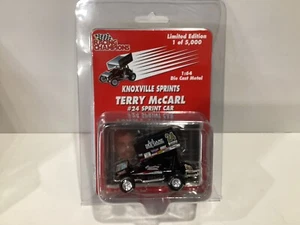 CHAMPIONS
Limited Edition
1 of 5,000
1:64
Die Cast Metal
KNOXVILLE SPRINTS
TERRY McCARL
#24 SPRINT CAR
24